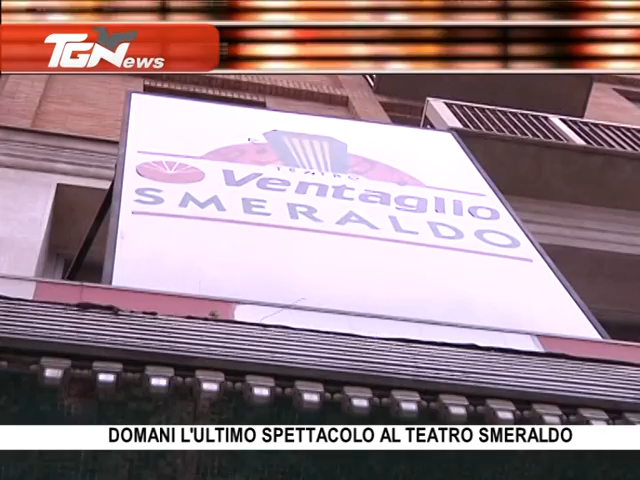 TGNews
TEATRO
Ventaglio
SMERALDO
DOMANI L'ULTIMO SPETTACOLO AL TEATRO SMERALDO